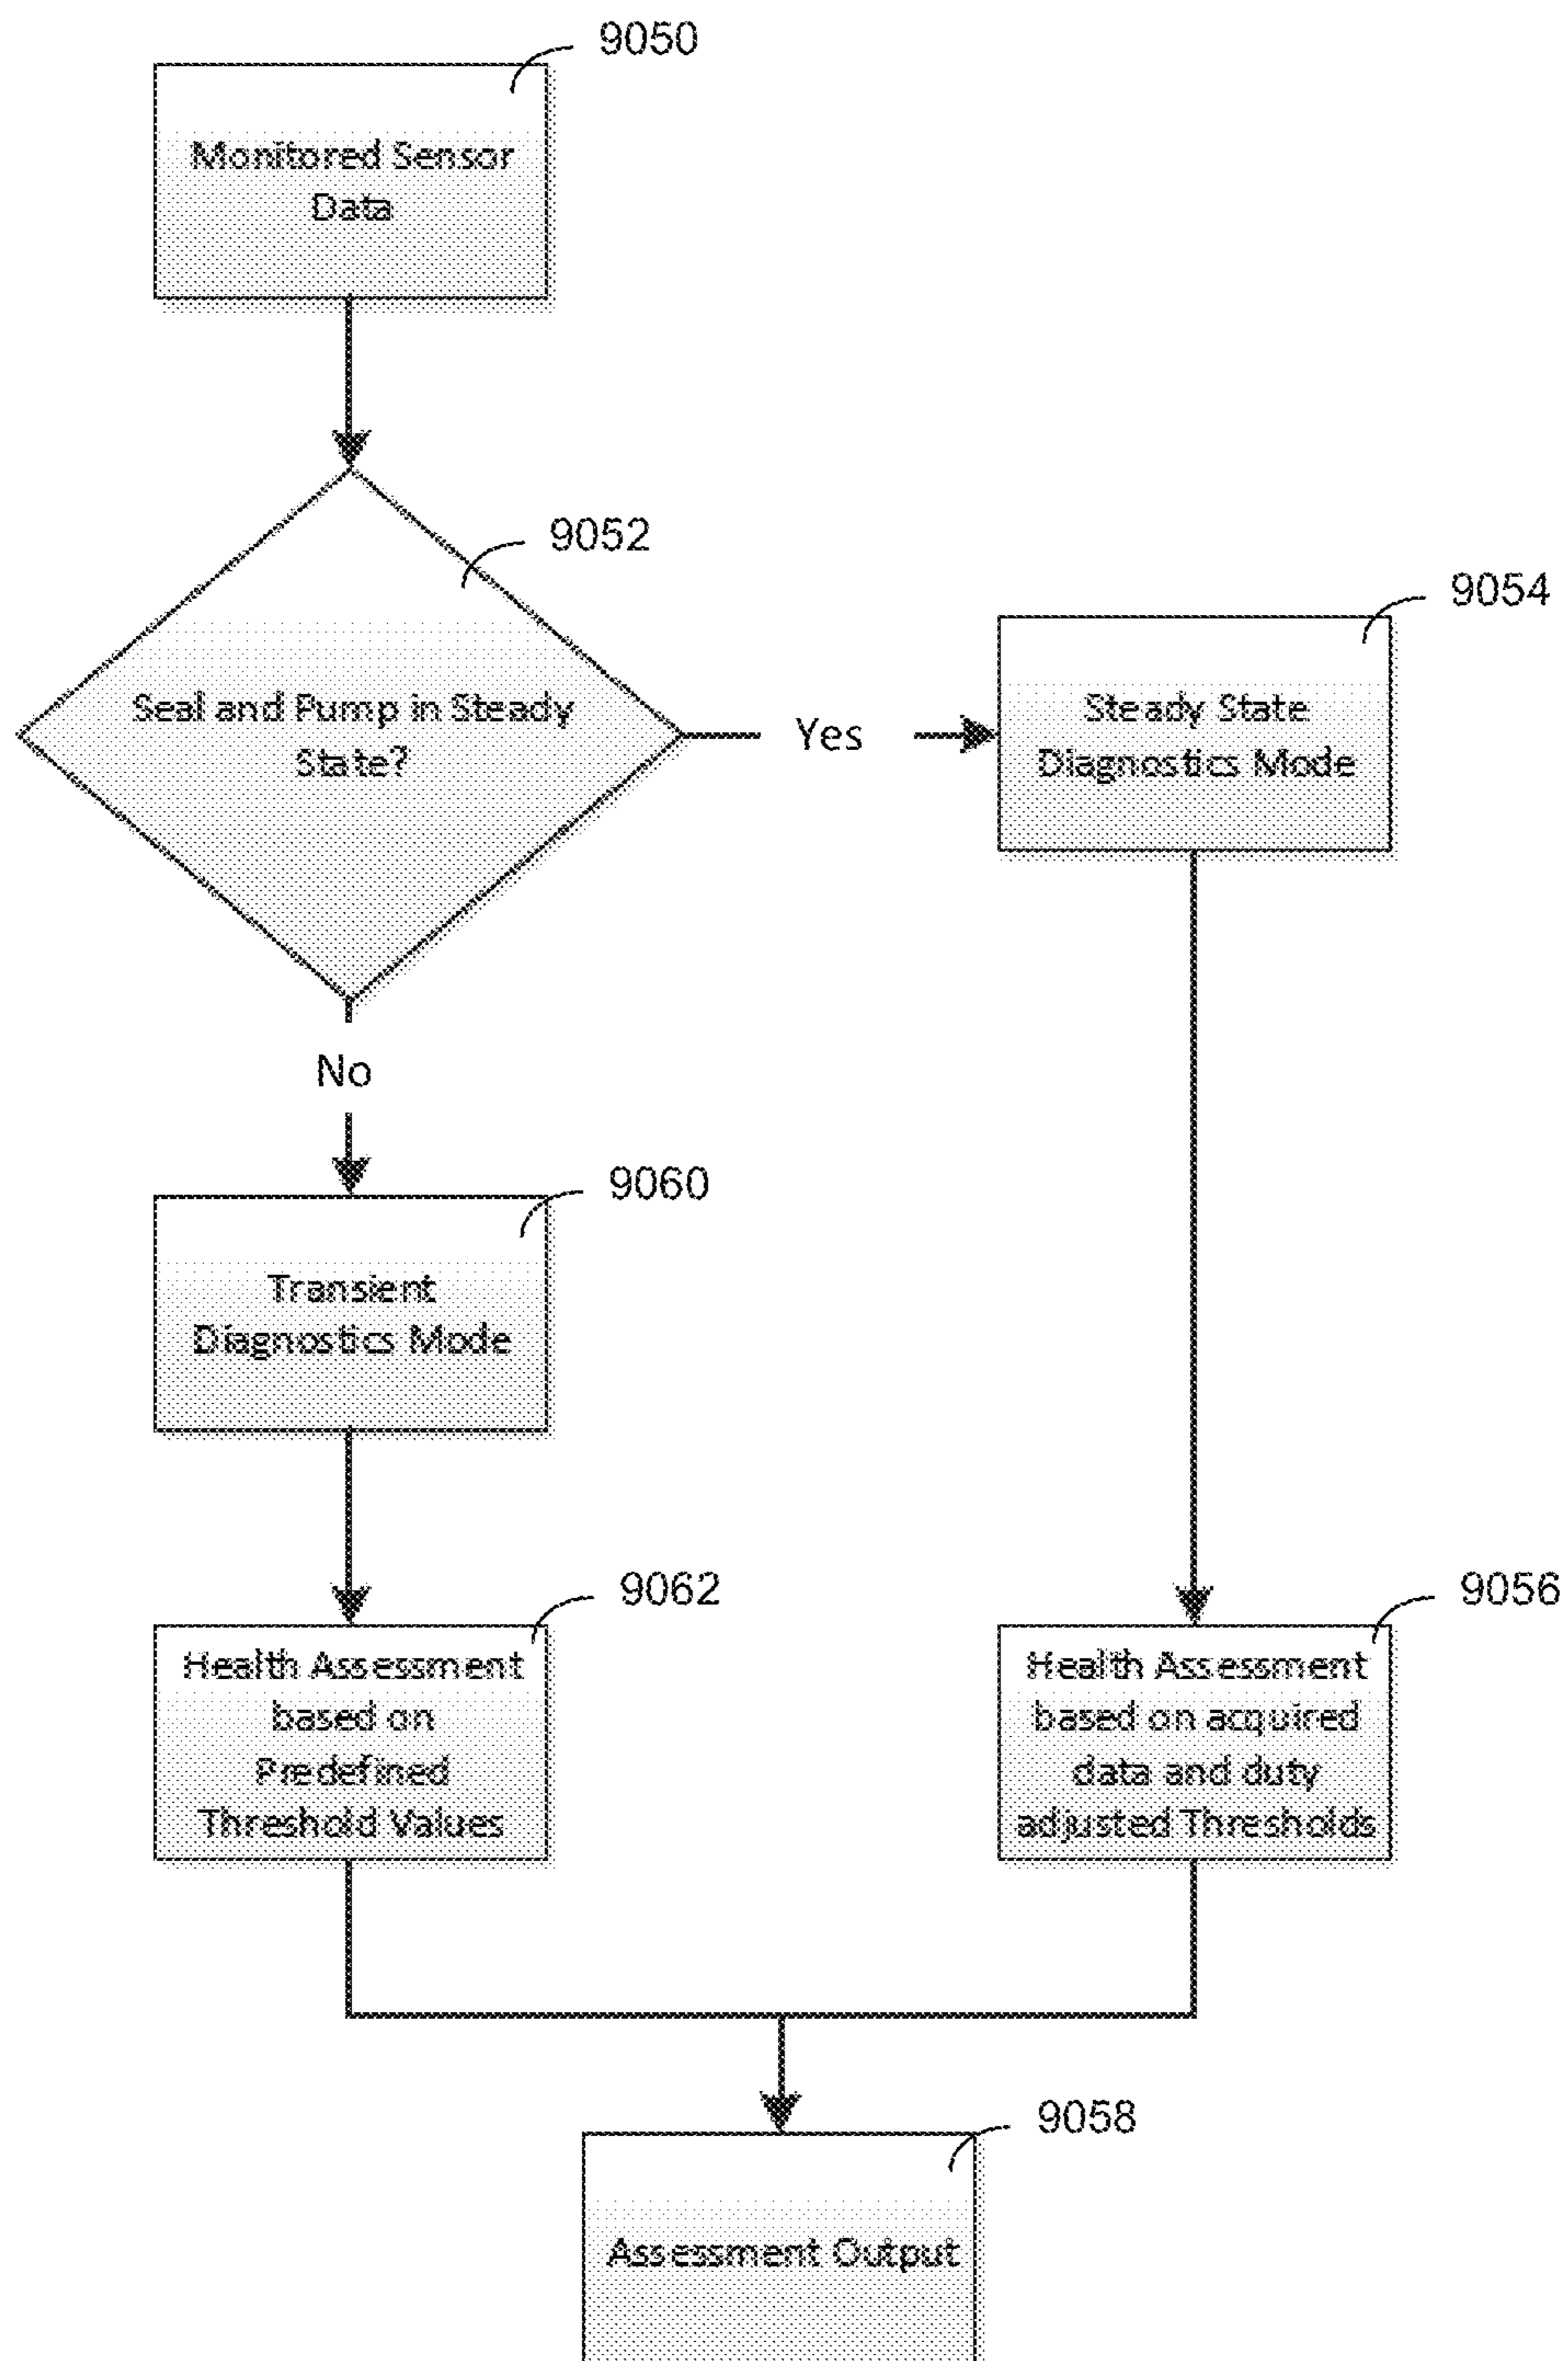 9050
Monitored Sensor
Data
9052
Seal and Pump in Steady
State?
Yes
9054
Steady State
Diagnostics Mode
No
9060
Transient
Diagnostics Mode
9062
Health Assessment
based on
Predefined
Threshold Values
9056
Health Assessment
based on acquired
data and duty
adjusted Thresholds
9058
Assessment Output